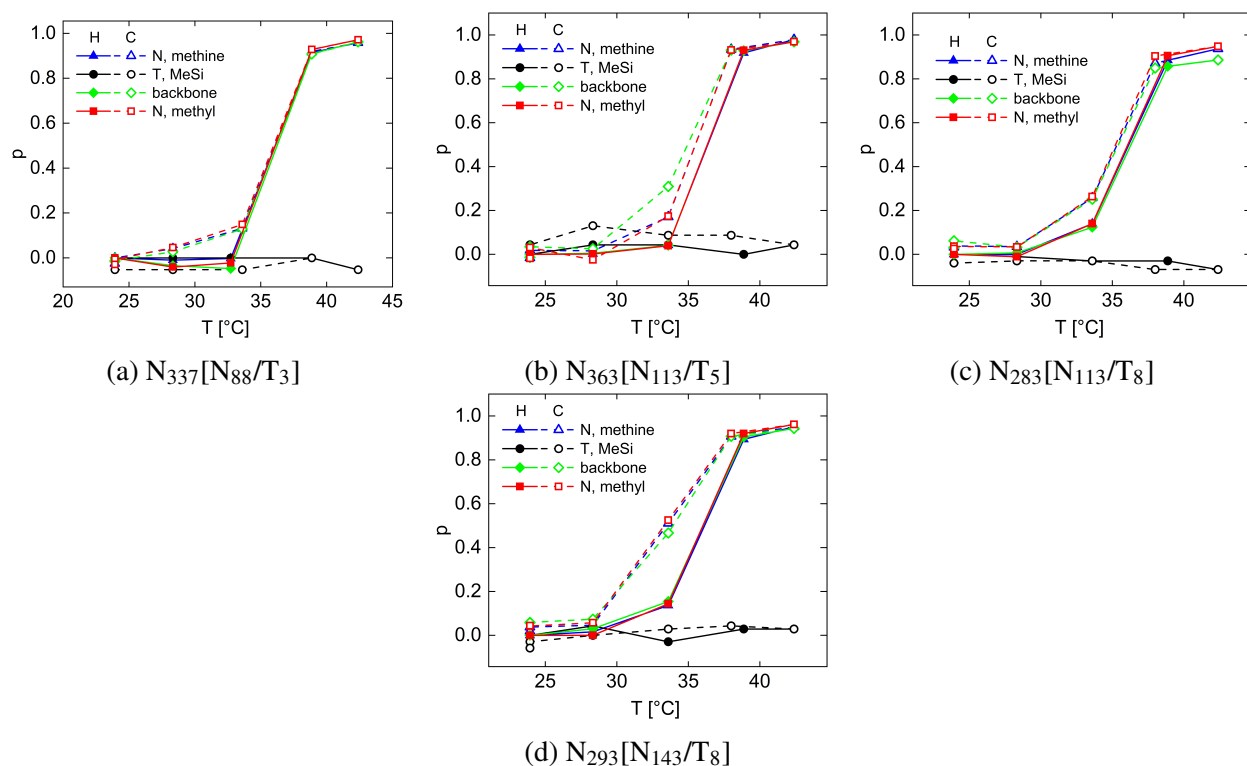 H C
N, methine
T, MeSi
backbone
N, methyl
p
1.0
0.8
0.6
0.4
0.2
0.0
20 25 30 35 40 45
T [°C]
(a) N₃₃₇[N₈₈/T₃]
H C
N, methine
T, MeSi
backbone
N, methyl
p
1.0
0.8
0.6
0.4
0.2
0.0
25 30 35 40
T [°C]
(b) N₃₆₃[N₁₁₃/T₅]
H C
N, methine
T, MeSi
backbone
N, methyl
p
1.0
0.8
0.6
0.4
0.2
0.0
25 30 35 40
T [°C]
(c) N₂₈₃[N₁₁₃/T₈]
H C
N, methine
T, MeSi
backbone
N, methyl
p
1.0
0.8
0.6
0.4
0.2
0.0
25 30 35 40
T [°C]
(d) N₂₉₃[N₁₄₃/T₈]